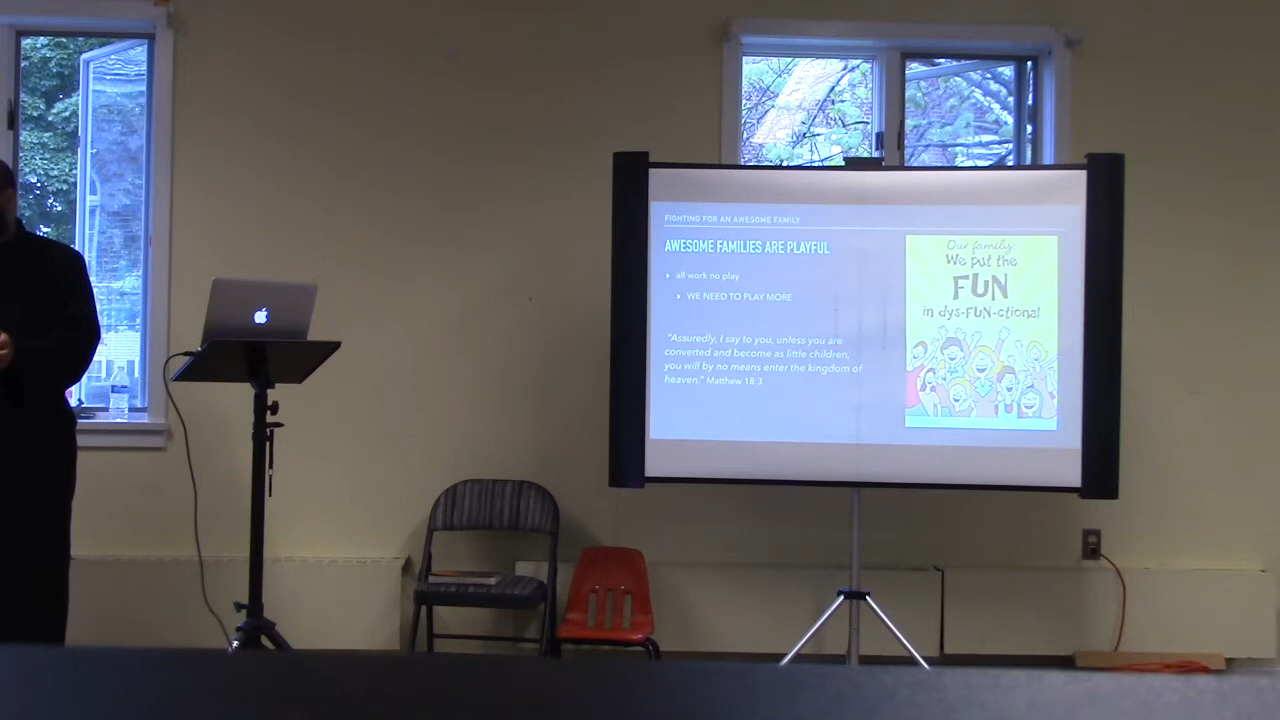 FIGHTING FOR AN AWESOME FAMILY
AWESOME FAMILIES ARE PLAYFUL
all work no play
WE NEED TO PLAY MORE
"Assuredly, I say to you, unless you are
converted and become as little children,
you will by no means enter the kingdom of
heaven." Matthew 18:3
Our family:
We put the
FUN
in dys-FUN-ctional